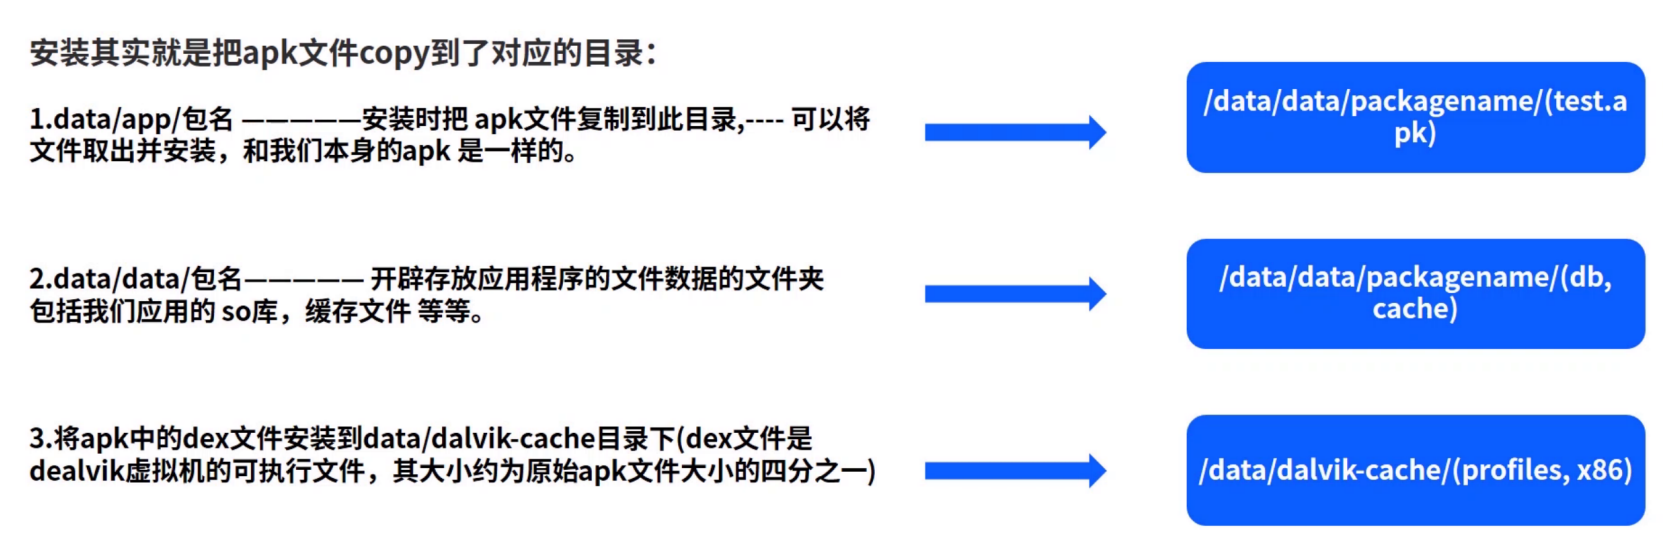 安装其实就是把apk文件copy到了对应的目录：
1.data/app/包名 —————安装时把 apk文件复制到此目录,---- 可以将
文件取出并安装，和我们本身的apk 是一样的。
/data/data/packagename/(test.a
pk)
2.data/data/包名————— 开辟存放应用程序的文件数据的文件夹
包括我们应用的 so库，缓存文件 等等。
/data/data/packagename/(db,
cache)
3.将apk中的dex文件安装到data/dalvik-cache目录下(dex文件是
dealvik虚拟机的可执行文件，其大小约为原始apk文件大小的四分之一)
/data/dalvik-cache/(profiles, x86)